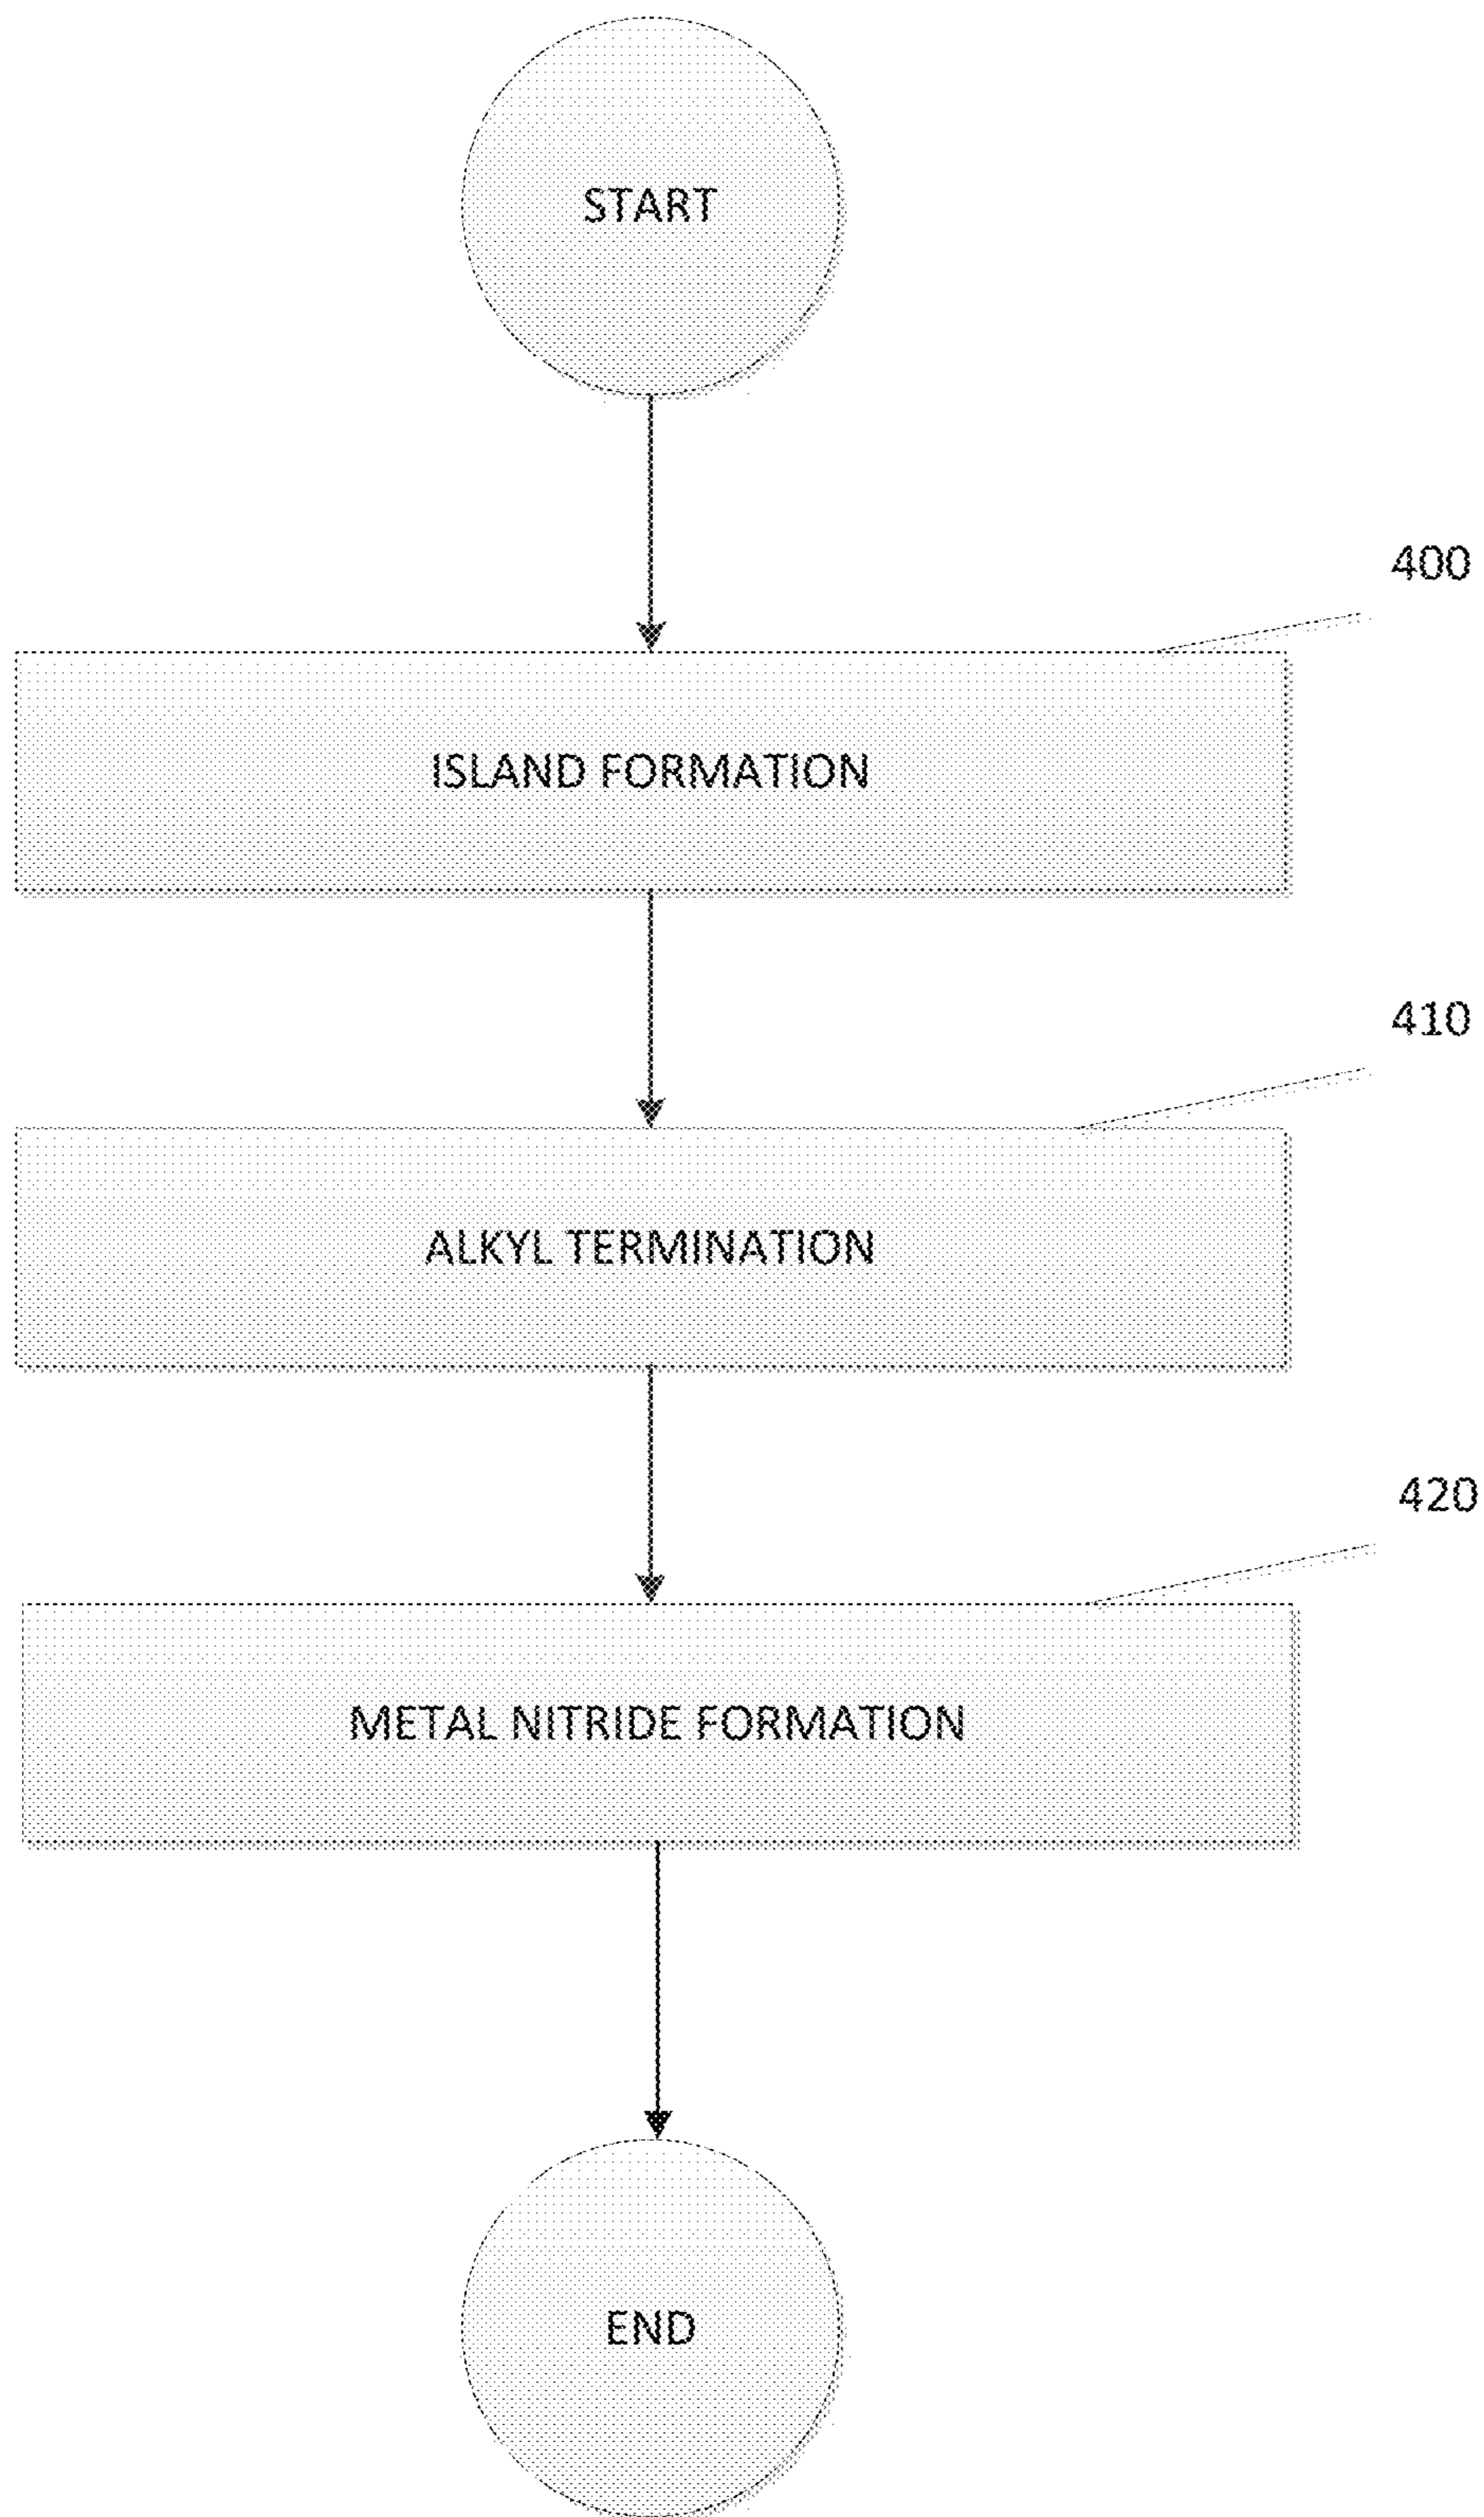 START
400
ISLAND FORMATION
410
ALKYL TERMINATION
420
METAL NITRIDE FORMATION
END